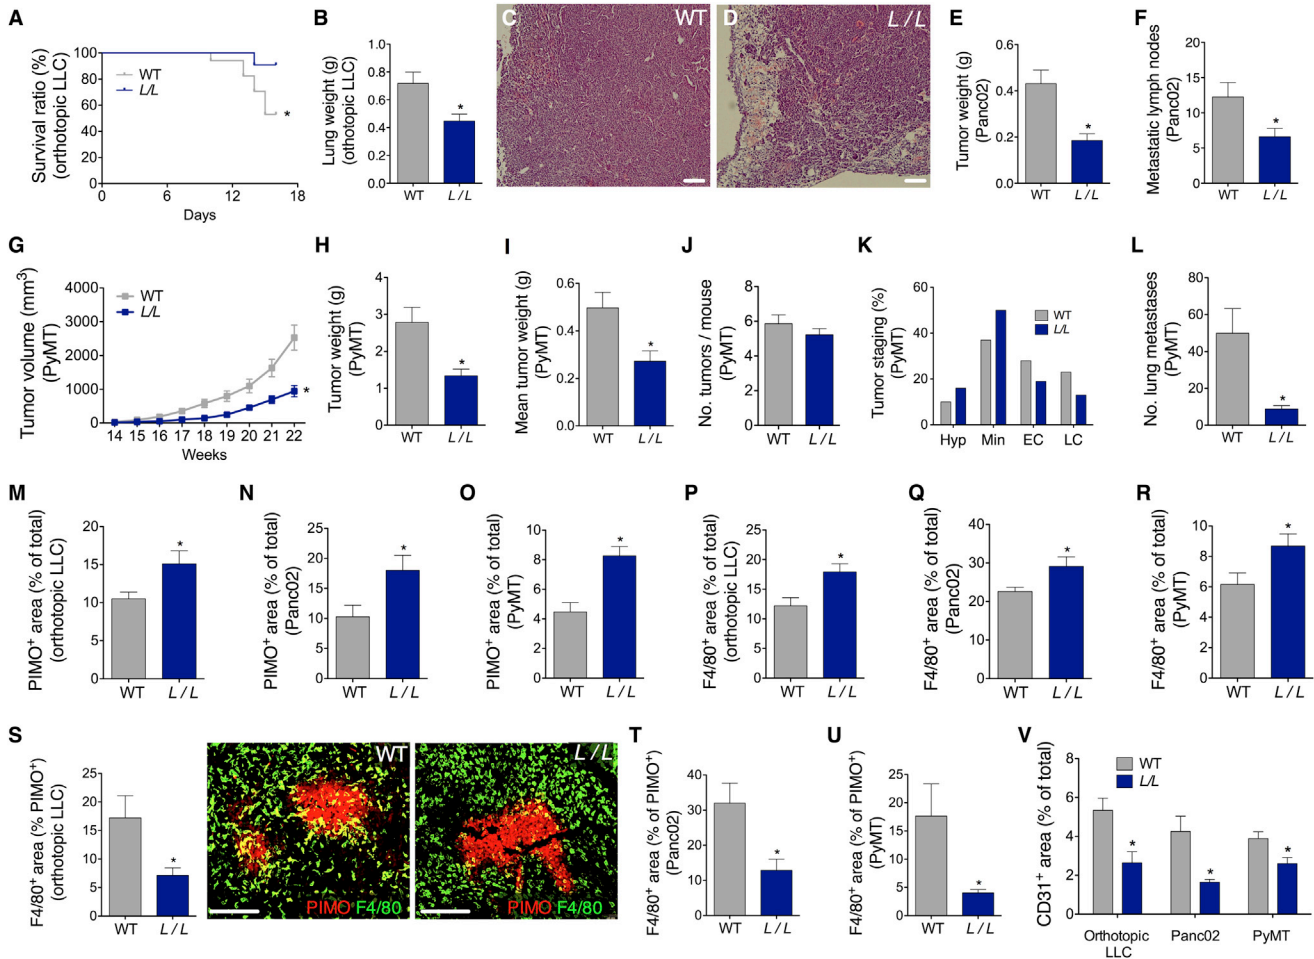 A
Survival ratio (%)
(orthotopic LLC)
100
80
60
40
20
0
WT
L/L
*
0 6 12 18
Days
B
Lung weight (g)
(othotopic LLC)
1.0
0.8
0.6
0.4
0.2
0.0
*
WT L/L
C WT
D L/L
E
Tumor weight (g)
(Panc02)
0.6
0.4
0.2
0.0
*
WT L/L
F
Metastatic lymph nodes
(Panc02)
20
15
10
5
0
*
WT L/L
G
Tumor volume (mm3)
(PyMT)
4000
3000
2000
1000
0
WT
L/L
*
14 15 16 17 18 19 20 21 22
Weeks
H
Tumor weight (g)
(PyMT)
4
3
2
1
0
*
WT L/L
I
Mean tumor weight (g)
(PyMT)
0.6
0.4
0.2
0.0
*
WT L/L
J
No. tumors / mouse
(PyMT)
8
6
4
2
0
WT L/L
K
Tumor staging (%)
60
40
20
0
WT
L/L
Hyp Min EC LC
L
No. lung metastases
(PyMT)
80
60
40
20
0
*
WT L/L
M
PIMO+ area (% of total)
(orthotopic LLC)
20
15
10
5
0
*
WT L/L
N
PIMO+ area (% of total)
(Panc02)
25
20
15
10
5
0
*
WT L/L
O
PIMO+ area (% of total)
(PyMT)
10
8
6
4
2
0
*
WT L/L
P
F4/80+ area (% of total)
(orthotopic LLC)
25
20
15
10
5
0
*
WT L/L
Q
F4/80+ area (% of total)
(Panc02)
40
30
20
10
0
*
WT L/L
R
F4/80+ area (% of total)
(PyMT)
10
8
6
4
2
0
*
WT L/L
S
F4/80+ area (% PIMO+)
(orthotopic LLC)
25
20
15
10
5
0
*
WT L/L
WT
PIMO F4/80
L/L
PIMO F4/80
T
F4/80+ area (% of PIMO+)
(Panc02)
40
30
20
10
0
*
WT L/L
U
F4/80+ area (% of PIMO+)
(PyMT)
25
20
15
10
5
0
*
WT L/L
V
CD31+ area (% of total)
8
6
4
2
0
WT
L/L
* * *
Orthotopic Panc02 PyMT
LLC